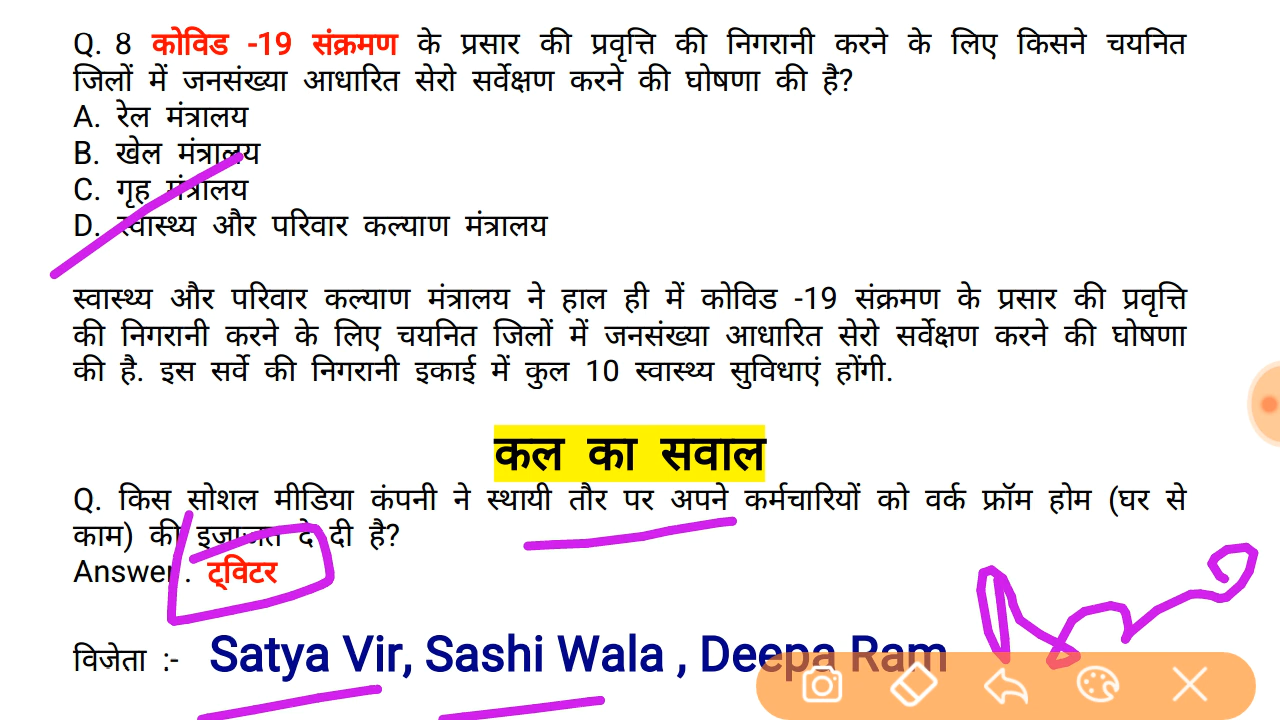 Q. 8 कोविड -19 संक्रमण के प्रसार की प्रवृत्ति की निगरानी करने के लिए किसने चयनित
जिलों में जनसंख्या आधारित सेरो सर्वेक्षण करने की घोषणा की है?
A. रेल मंत्रालय
B. खेल मंत्रालय
C. गृह मंत्रालय
D. स्वास्थ्य और परिवार कल्याण मंत्रालय
स्वास्थ्य और परिवार कल्याण मंत्रालय ने हाल ही में कोविड -19 संक्रमण के प्रसार की प्रवृत्ति
की निगरानी करने के लिए चयनित जिलों में जनसंख्या आधारित सेरो सर्वेक्षण करने की घोषणा
की है. इस सर्वे की निगरानी इकाई में कुल 10 स्वास्थ्य सुविधाएं होंगी.
कल का सवाल
Q. किस सोशल मीडिया कंपनी ने स्थायी तौर पर अपने कर्मचारियों को वर्क फ्रॉम होम (घर से
काम) की इजाजत दे दी है?
Answer. ट्विटर
विजेता :- Satya Vir, Sashi Wala , Deepa Ram